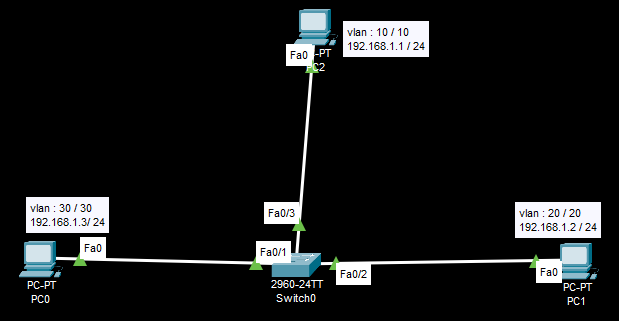 vlan : 10 / 10
192.168.1.1 / 24
Fa0
-PT
C2
Fa0/3
vlan : 30 / 30
192.168.1.3/ 24
Fa0
PC-PT
PC0
Fa0/1
2960-24TT
Switch0
Fa0/2
vlan : 20 / 20
192.168.1.2 / 24
Fa0
PC-PT
PC1